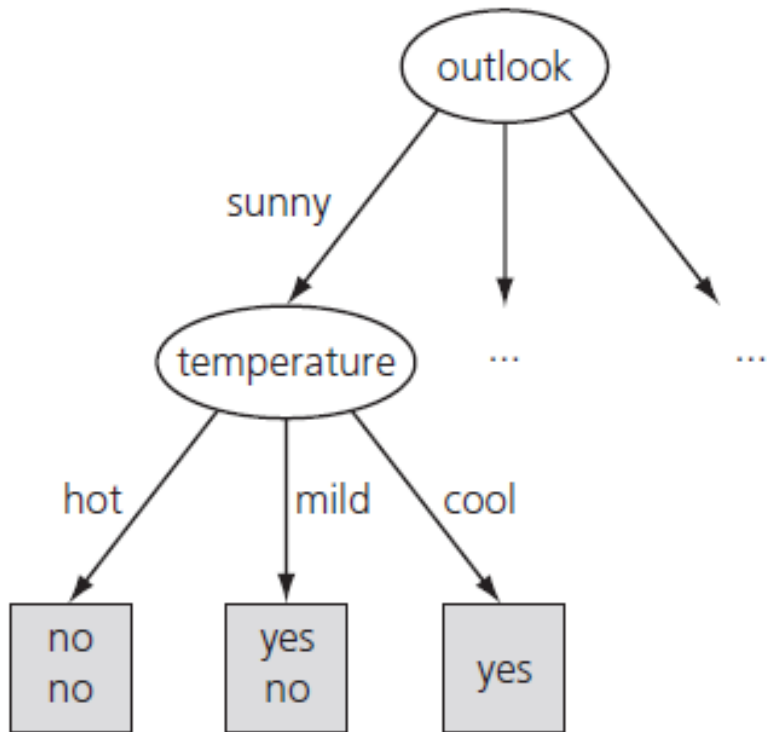 outlook
sunny
temperature
...
...
hot
mild
cool
no
no
yes
no
yes